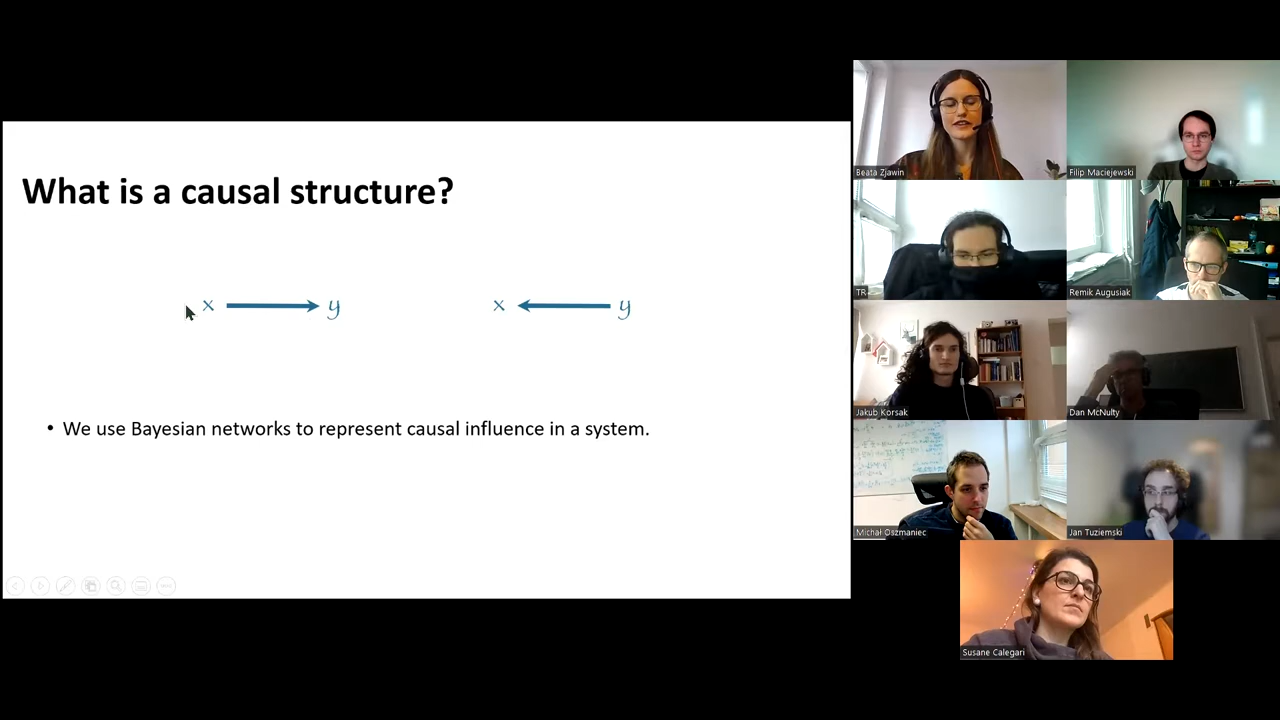 What is a causal structure?
x y x y
• We use Bayesian networks to represent causal influence in a system.
Beata Zjawin
Filip Maciejewski
TR
Remik Augusiak
Jakub Korsak
Dan McNulty
Michał Oszmaniec
Jan Tuziemski
Susane Calegari